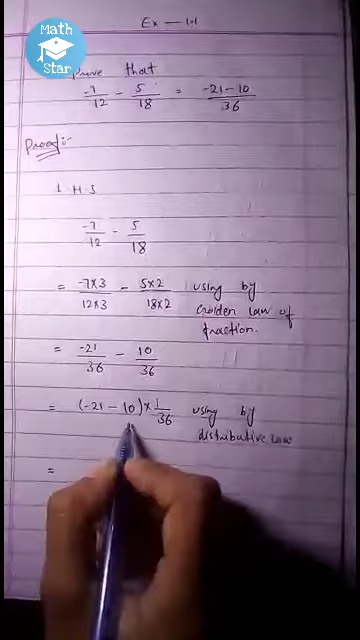 Math
Star
Ex - 1.1
Prove that
-7/12 - 5/18 = -21-10/36
Proof:-
L.H.S
-7/12 - 5/18
= -7×3/12×3 - 5×2/18×2 using by
Golden law of
fraction.
= -21/36 - 10/36
= (-21-10)×1/36 using by
distributive law
=